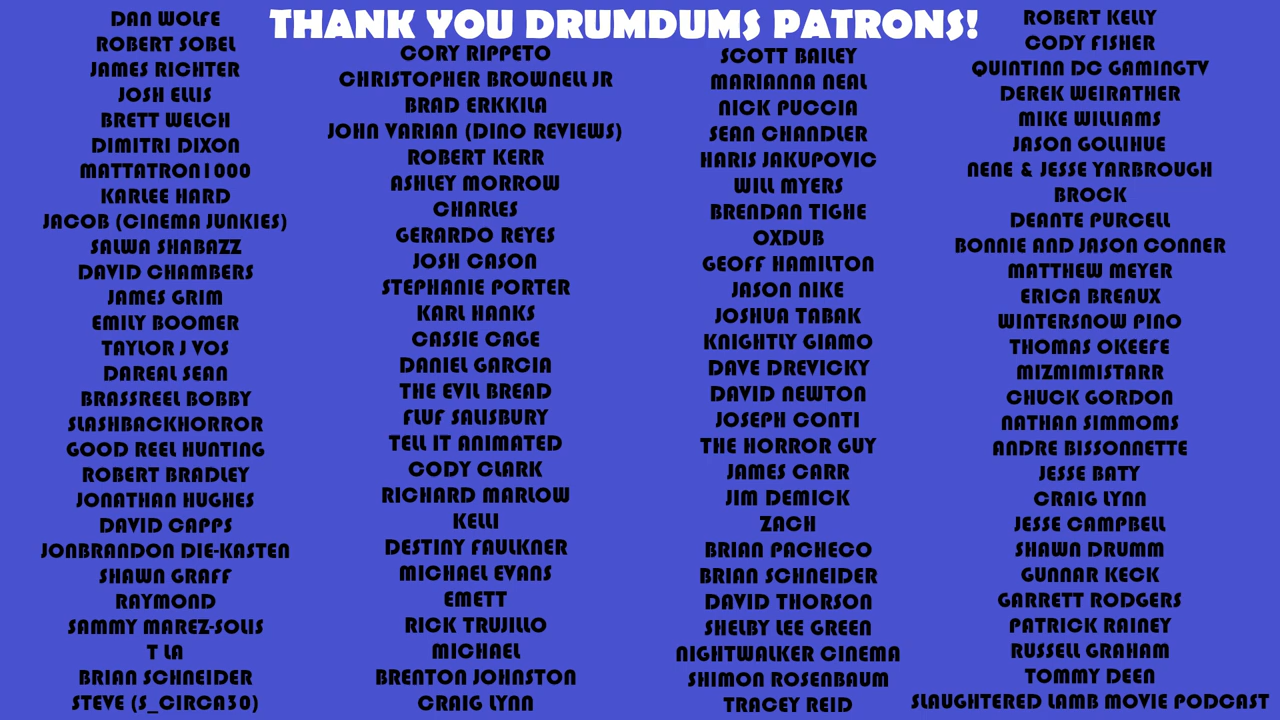 THANK YOU DRUMDUMS PATRONS!
DAN WOLFE
ROBERT SOBEL
JAMES RICHTER
JOSH ELLIS
BRETT WELCH
DIMITRI DIXON
MATTATRON1000
KARLEE HARD
JACOB (CINEMA JUNKIES)
SALWA SHABAZZ
DAVID CHAMBERS
JAMES GRIM
EMILY BOOMER
TAYLOR J VOS
DAREAL SEAN
BRASSREEL BOBBY
SLASHBACKHORROR
GOOD REEL HUNTING
ROBERT BRADLEY
JONATHAN HUGHES
DAVID CAPPS
JONBRANDON DIE-KASTEN
SHAWN GRAFF
RAYMOND
SAMMY MAREZ-SOLIS
T LA
BRIAN SCHNEIDER
STEVE (S_CIRCA30)
CORY RIPPETO
CHRISTOPHER BROWNELL JR
BRAD ERKKILA
JOHN VARIAN (DINO REVIEWS)
ROBERT KERR
ASHLEY MORROW
CHARLES
GERARDO REYES
JOSH CASON
STEPHANIE PORTER
KARL HANKS
CASSIE CAGE
DANIEL GARCIA
THE EVIL BREAD
FLUF SALISBURY
TELL IT ANIMATED
CODY CLARK
RICHARD MARLOW
KELLI
DESTINY FAULKNER
MICHAEL EVANS
EMETT
RICK TRUJILLO
MICHAEL
BRENTON JOHNSTON
CRAIG LYNN
SCOTT BAILEY
MARIANNA NEAL
NICK PUCCIA
SEAN CHANDLER
HARIS JAKUPOVIC
WILL MYERS
BRENDAN TIGHE
OXDUB
GEOFF HAMILTON
JASON NIKE
JOSHUA TABAK
KNIGHTLY GIAMO
DAVE DREVICKY
DAVID NEWTON
JOSEPH CONTI
THE HORROR GUY
JAMES CARR
JIM DEMICK
ZACH
BRIAN PACHECO
BRIAN SCHNEIDER
DAVID THORSON
SHELBY LEE GREEN
NIGHTWALKER CINEMA
SHIMON ROSENBAUM
TRACEY REID
ROBERT KELLY
CODY FISHER
QUINTINN DC GAMINGTV
DEREK WEIRATHER
MIKE WILLIAMS
JASON GOLLIHUE
NENE & JESSE YARBROUGH
BROCK
DEANTE PURCELL
BONNIE AND JASON CONNER
MATTHEW MEYER
ERICA BREAUX
WINTERSNOW PINO
THOMAS OKEEFE
MIZMIMISTARR
CHUCK GORDON
NATHAN SIMMOMS
ANDRE BISSONNETTE
JESSE BATY
CRAIG LYNN
JESSE CAMPBELL
SHAWN DRUMM
GUNNAR KECK
GARRETT RODGERS
PATRICK RAINEY
RUSSELL GRAHAM
TOMMY DEEN
SLAUGHTERED LAMB MOVIE PODCAST